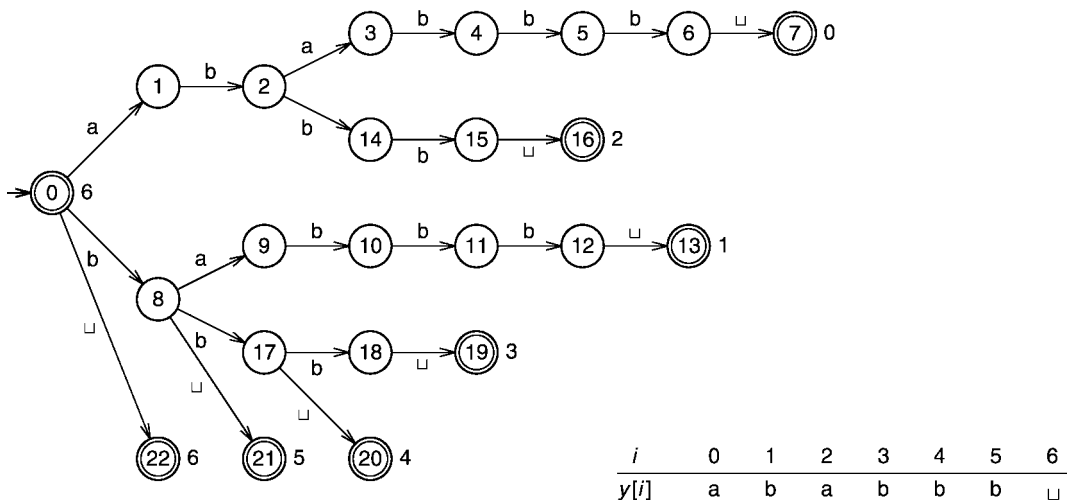 a b b b ␣
3 4 5 6 7 0
b a
1 2
a b b ␣
14 15 16 2
0 6
b b b ␣
9 10 11 12 13 1
b a
8
␣ b b ␣
17 18 19 3
␣ ␣
22 6 21 5 20 4
i 0 1 2 3 4 5 6
y[i] a b a b b b ␣